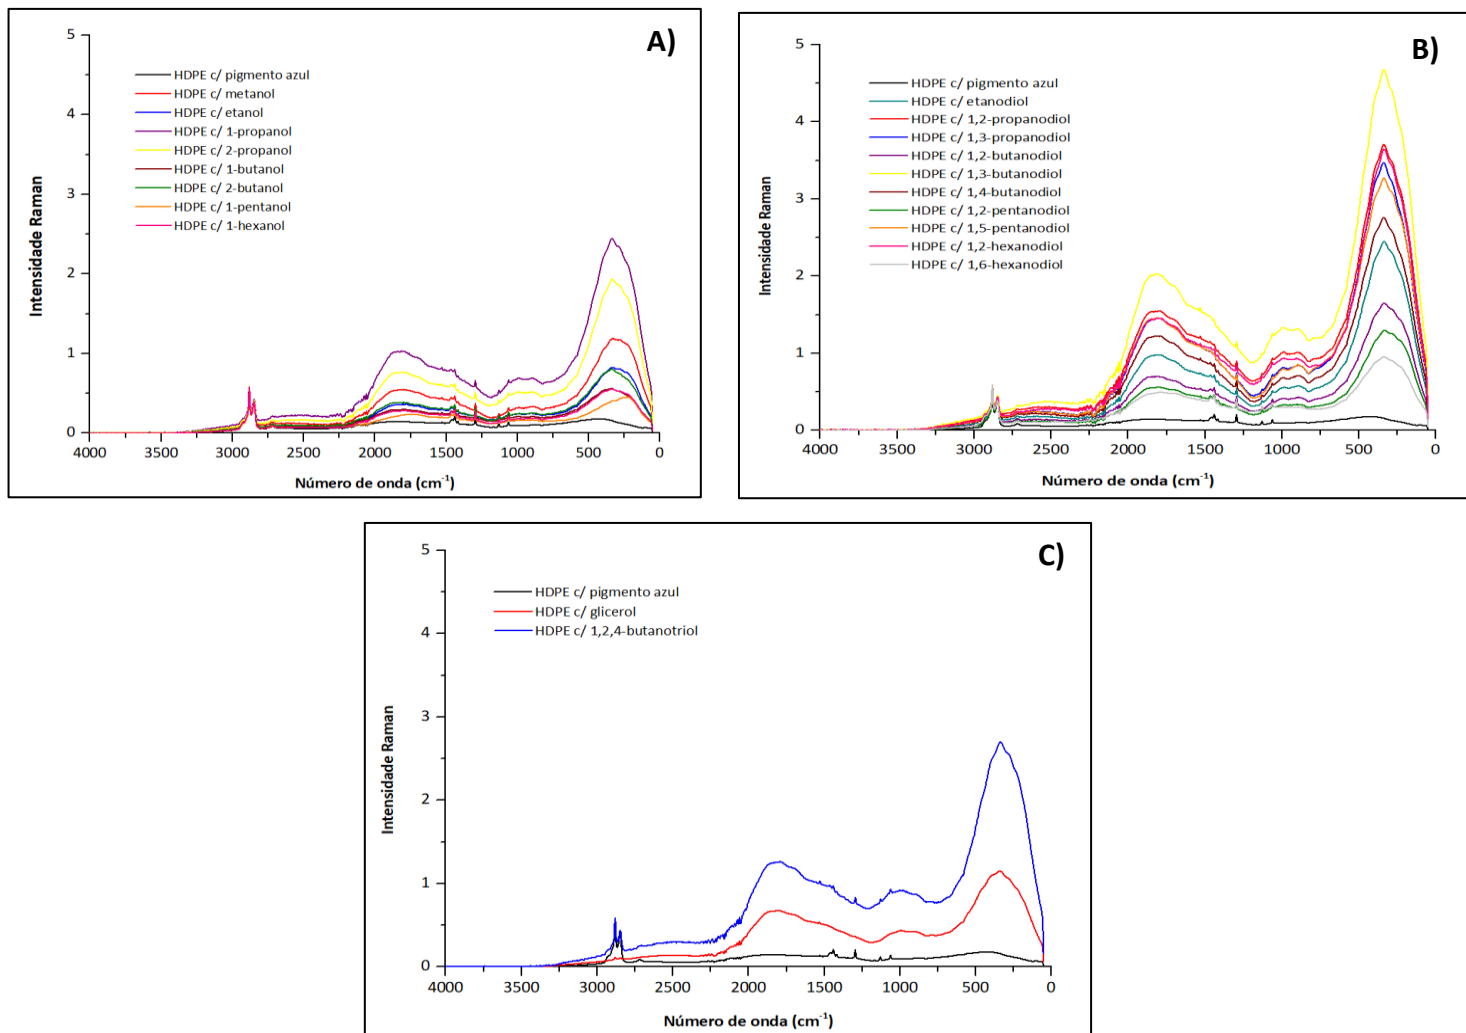 A)
5
4
3
2
1
0
Intensidade Raman
HDPE c/ pigmento azul
HDPE c/ metanol
HDPE c/ etanol
HDPE c/ 1-propanol
HDPE c/ 2-propanol
HDPE c/ 1-butanol
HDPE c/ 2-butanol
HDPE c/ 1-pentanol
HDPE c/ 1-hexanol
4000 3500 3000 2500 2000 1500 1000 500 0
Número de onda (cm⁻¹)
B)
5
4
3
2
1
0
Intensidade Raman
HDPE c/ pigmento azul
HDPE c/ etanodiol
HDPE c/ 1,2-propanodiol
HDPE c/ 1,3-propanodiol
HDPE c/ 1,2-butanodiol
HDPE c/ 1,3-butanodiol
HDPE c/ 1,4-butanodiol
HDPE c/ 1,2-pentanodiol
HDPE c/ 1,5-pentanodiol
HDPE c/ 1,2-hexanodiol
HDPE c/ 1,6-hexanodiol
4000 3500 3000 2500 2000 1500 1000 500 0
Número de onda (cm⁻¹)
C)
5
4
3
2
1
0
Intensidade Raman
HDPE c/ pigmento azul
HDPE c/ glicerol
HDPE c/ 1,2,4-butanotriol
4000 3500 3000 2500 2000 1500 1000 500 0
Número de onda (cm⁻¹)